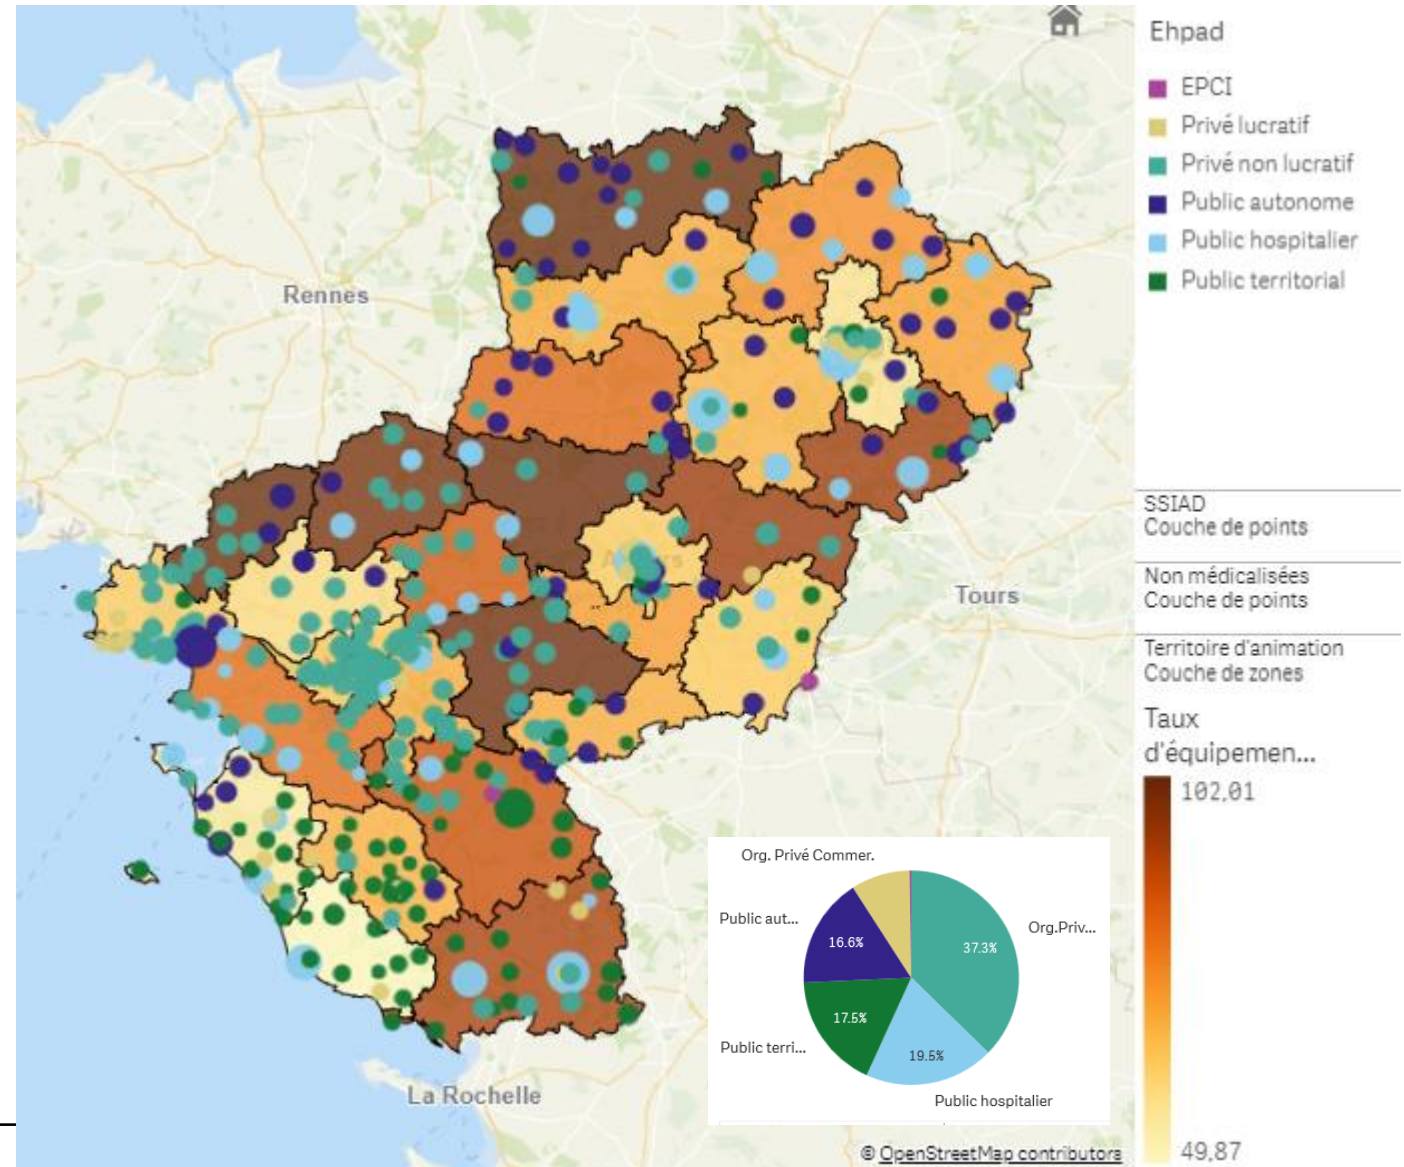 Ehpad
EPCI
Privé lucratif
Privé non lucratif
Public autonome
Public hospitalier
Public territorial
SSIAD
Couche de points
Non médicalisées
Couche de points
Territoire d'animation
Couche de zones
Taux
d'équipemen...
102,01
49,87
Rennes
Tours
La Rochelle
Org. Privé Commer.
Public aut...
16.6%
37.3%
Org.Priv...
17.5%
Public terri...
19.5%
Public hospitalier
© OpenStreetMap contributors